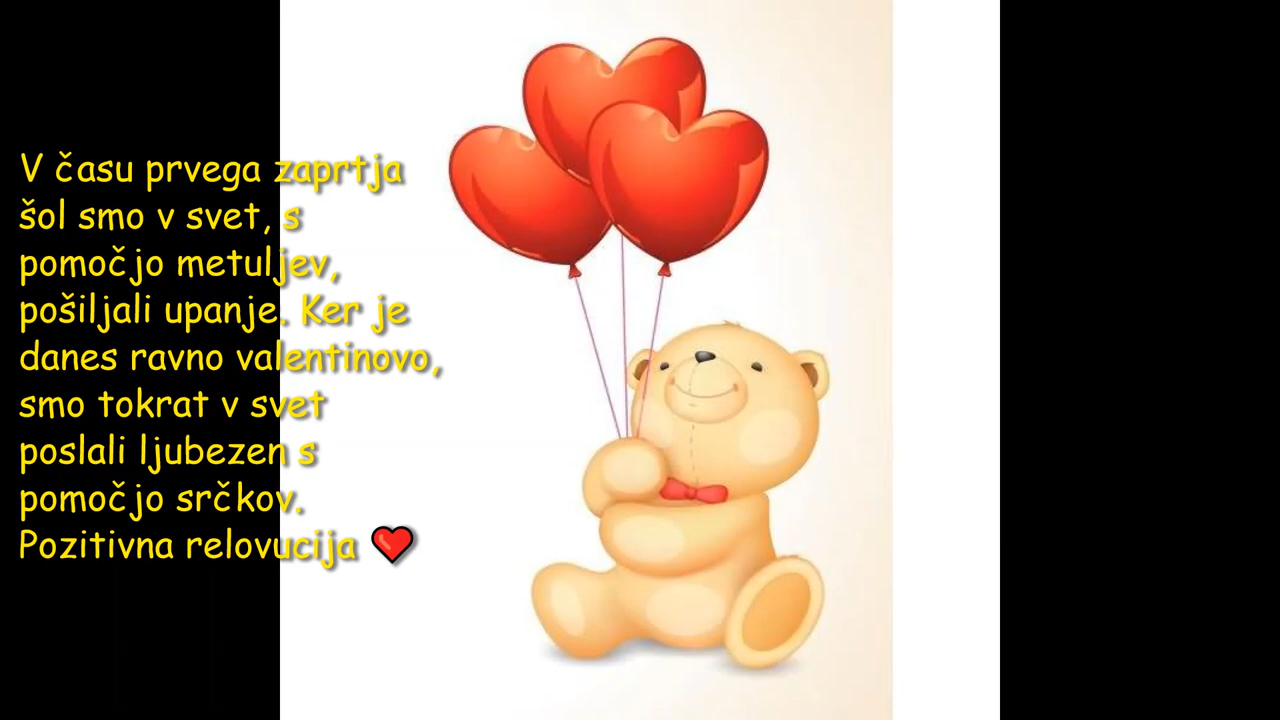 V času prvega zaprtja
šol smo v svet, s
pomočjo metuljev,
pošiljali upanje. Ker je
danes ravno valentinovo,
smo tokrat v svet
poslali ljubezen s
pomočjo srčkov.
Pozitivna relovucija ❤️